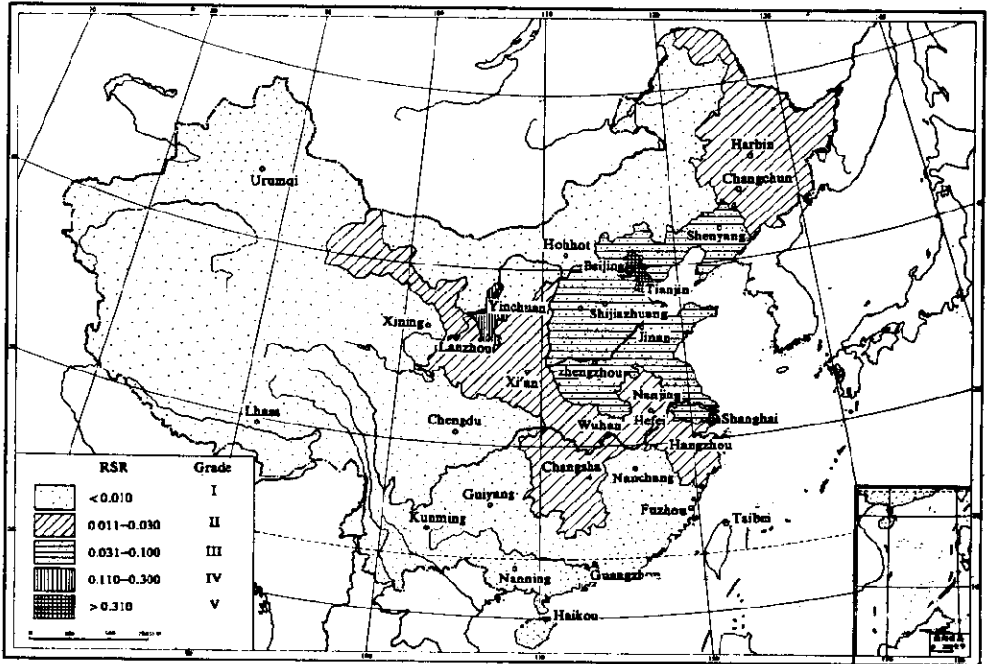 Harbin
Changchun
Urumqi
Shenyang
Hohhot
Beijing
Tianjin
Yinchuan
Shijiazhuang
Xining
Jinan
Lanzhou
zhengzhou
Xi'an
Nanjing
Lhasa
Chengdu
Wuhan
Hefei
Shanghai
Hangzhou
Changsha
Nanchang
Guiyang
Fuzhou
Kunming
Taibei
Nanning
Haikou
RSR Grade
<0.010 I
0.011—0.030 II
0.031—0.100 III
0.110—0.300 IV
>0.310 V